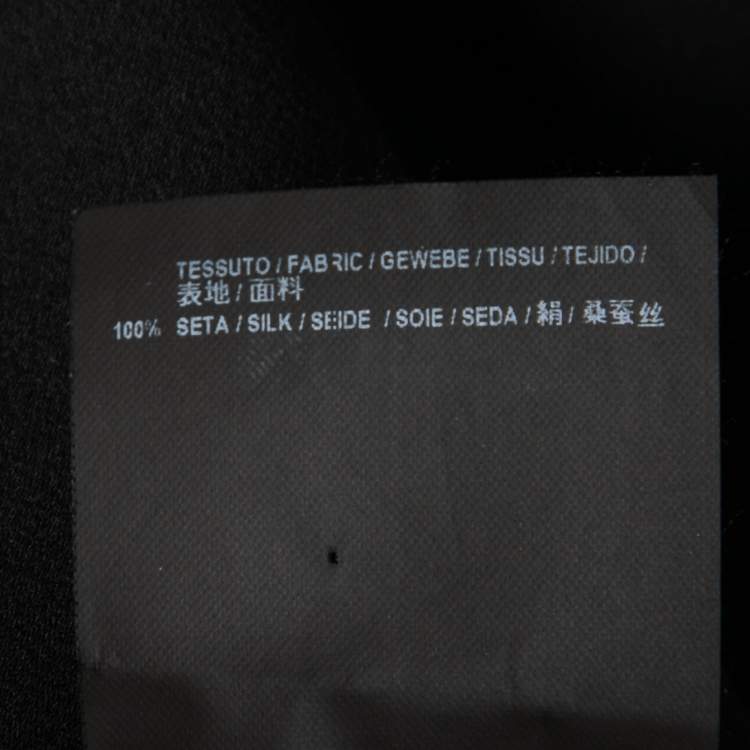 TESSUTO / FABRIC / GEWEBE / TISSU / TEJIDO /
表地 / 面料
100% SETA / SILK / SEIDE / SOIE / SEDA / 絹 / 桑蚕丝